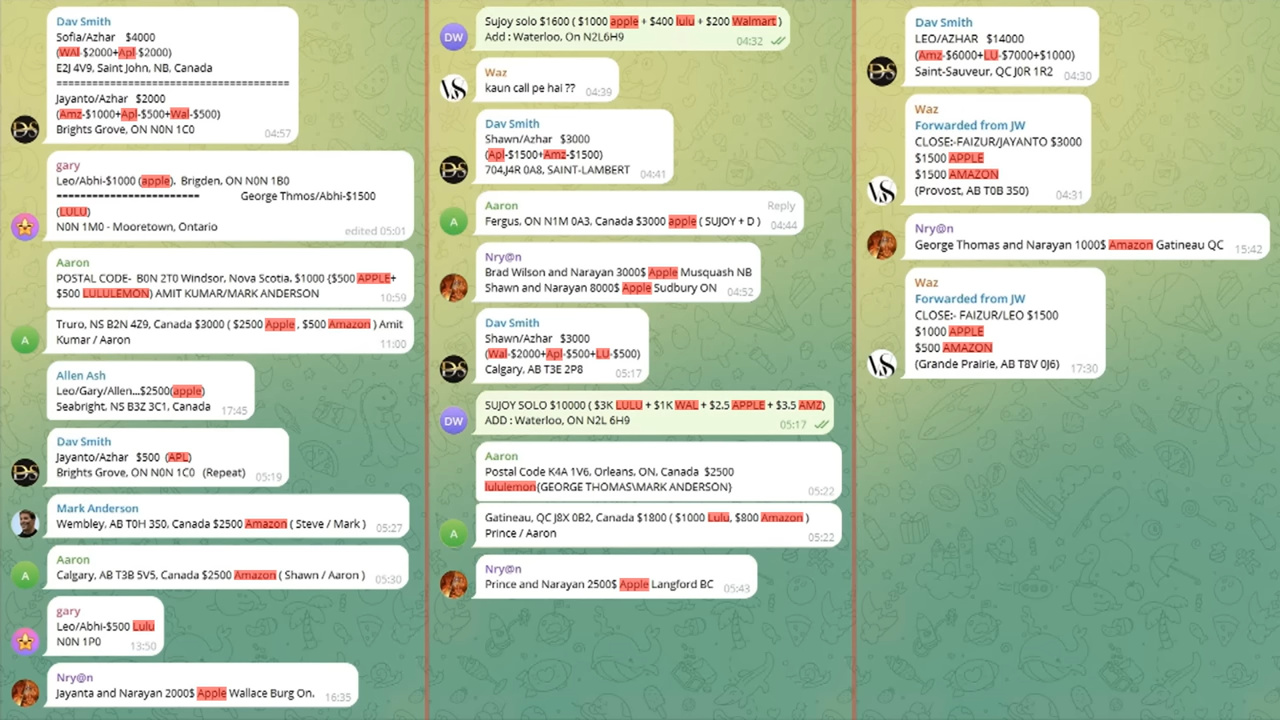 Dav Smith
Sofia/Azhar $4000
(WAl-$2000+Apl-$2000)
E2J 4V9, Saint John, NB, Canada
=====================================
Jayanto/Azhar $2000
(Amz-$1000+Apl-$500+Wal-$500)
Brights Grove, ON N0N 1C0 04:57
DS
gary
Leo/Abhi-$1000 (apple), Brigden, ON N0N 1B0
======================== George Thmos/Abhi-$1500
(LULU)
N0N 1M0 - Mooretown, Ontario edited 05:01
Aaron
POSTAL CODE- B0N 2T0 Windsor, Nova Scotia, $1000 {$500 APPLE+
$500 LULULEMON) AMIT KUMAR/MARK ANDERSON 10:59
Truro, NS B2N 4Z9, Canada $3000 ( $2500 Apple , $500 Amazon ) Amit
Kumar / Aaron 11:00
A
Allen Ash
Leo/Gary/Allen...$2500(apple)
Seabright, NS B3Z 3C1, Canada 17:45
Dav Smith
Jayanto/Azhar $500 (APL)
Brights Grove, ON N0N 1C0 (Repeat) 05:19
DS
Mark Anderson
Wembley, AB T0H 3S0, Canada $2500 Amazon ( Steve / Mark ) 05:27
Aaron
Calgary, AB T3B 5V5, Canada $2500 Amazon ( Shawn / Aaron ) 05:30
A
gary
Leo/Abhi-$500 Lulu
N0N 1P0 13:50
Nry@n
Jayanta and Narayan 2000$ Apple Wallace Burg On. 16:35
Sujoy solo $1600 ( $1000 apple + $400 lulu + $200 Walmart )
Add : Waterloo, On N2L6H9 04:32
DW
Waz
kaun call pe hai ?? 04:39
VS
Dav Smith
Shawn/Azhar $3000
(Apl-$1500+Amz-$1500)
704,J4R 0A8, SAINT-LAMBERT 04:41
DS
Aaron Reply
Fergus, ON N1M 0A3, Canada $3000 apple ( SUJOY + D ) 04:44
A
Nry@n
Brad Wilson and Narayan 3000$ Apple Musquash NB
Shawn and Narayan 8000$ Apple Sudbury ON 04:52
Dav Smith
Shawn/Azhar $3000
(Wal-$2000+Apl-$500+LU-$500)
Calgary, AB T3E 2P8 05:17
DS
SUJOY SOLO $10000 ( $3K LULU + $1K WAL + $2.5 APPLE + $3.5 AMZ)
ADD : Waterloo, ON N2L 6H9 05:17
DW
Aaron
Postal Code K4A 1V6, Orleans, ON, Canada $2500
lululemon{GEORGE THOMAS\MARK ANDERSON} 05:22
Gatineau, QC J8X 0B2, Canada $1800 ( $1000 Lulu, $800 Amazon )
Prince / Aaron 05:22
A
Nry@n
Prince and Narayan 2500$ Apple Langford BC 05:43
Dav Smith
LEO/AZHAR $14000
(Amz-$6000+LU-$7000+$1000)
Saint-Sauveur, QC J0R 1R2 04:30
DS
Waz
Forwarded from JW
CLOSE:-FAIZUR/JAYANTO $3000
$1500 APPLE
$1500 AMAZON
(Provost, AB T0B 3S0) 04:31
VS
Nry@n
George Thomas and Narayan 1000$ Amazon Gatineau QC 15:42
Waz
Forwarded from JW
CLOSE:- FAIZUR/LEO $1500
$1000 APPLE
$500 AMAZON
(Grande Prairie, AB T8V 0J6) 17:30
VS